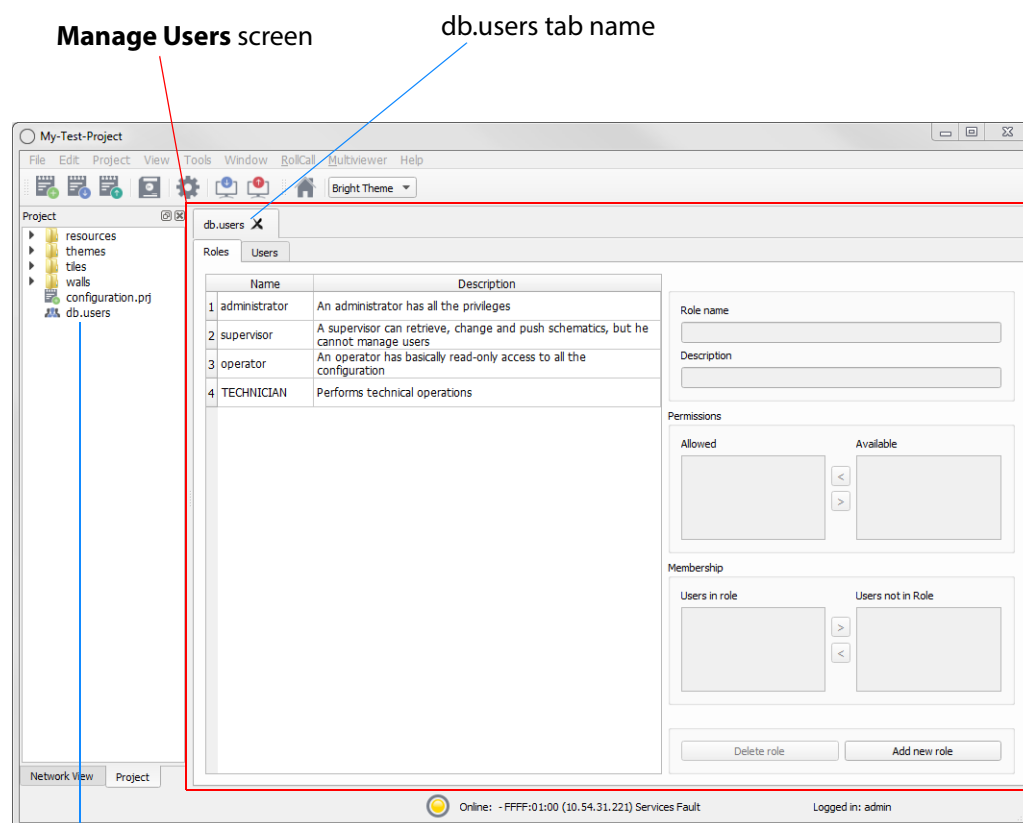 Manage Users screen
db.users tab name
My-Test-Project
File Edit Project View Tools Window RollCall Multiviewer Help
Bright Theme
Project
resources
themes
tiles
walls
configuration.prj
db.users
db.users
Roles Users
Name Description
1 administrator An administrator has all the privileges
2 supervisor A supervisor can retrieve, change and push schematics, but he
cannot manage users
3 operator An operator has basically read-only access to all the
configuration
4 TECHNICIAN Performs technical operations
Role name
Description
Permissions
Allowed Available
<
>
Membership
Users in role Users not in Role
>
<
Delete role Add new role
Network View Project
Online: -FFFF:01:00 (10.54.31.221) Services Fault Logged in: admin